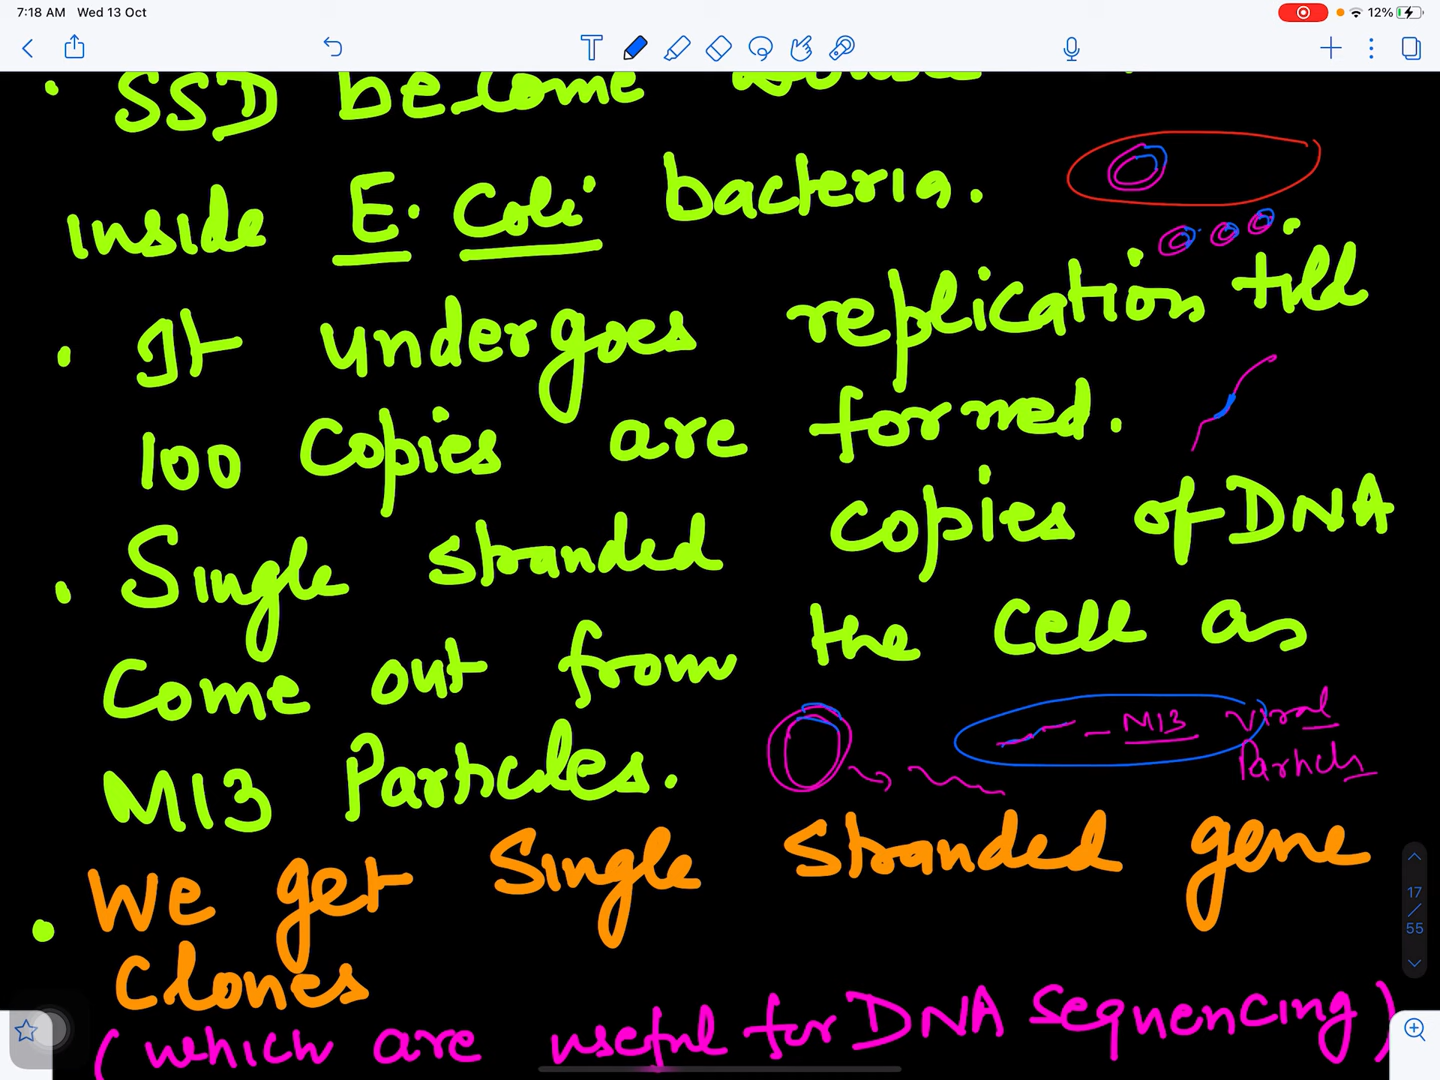 7:18 AM Wed 13 Oct
12%
• SSD become
inside E. Coli bacteria.
• It undergoes replication till
100 copies are formed.
• Single stranded copies of DNA
Come out from the cell as
M13 Particles.
– M13 Viral
Particls
• We get Single stranded gene
Clones
(which are useful for DNA sequencing)
17
/
55